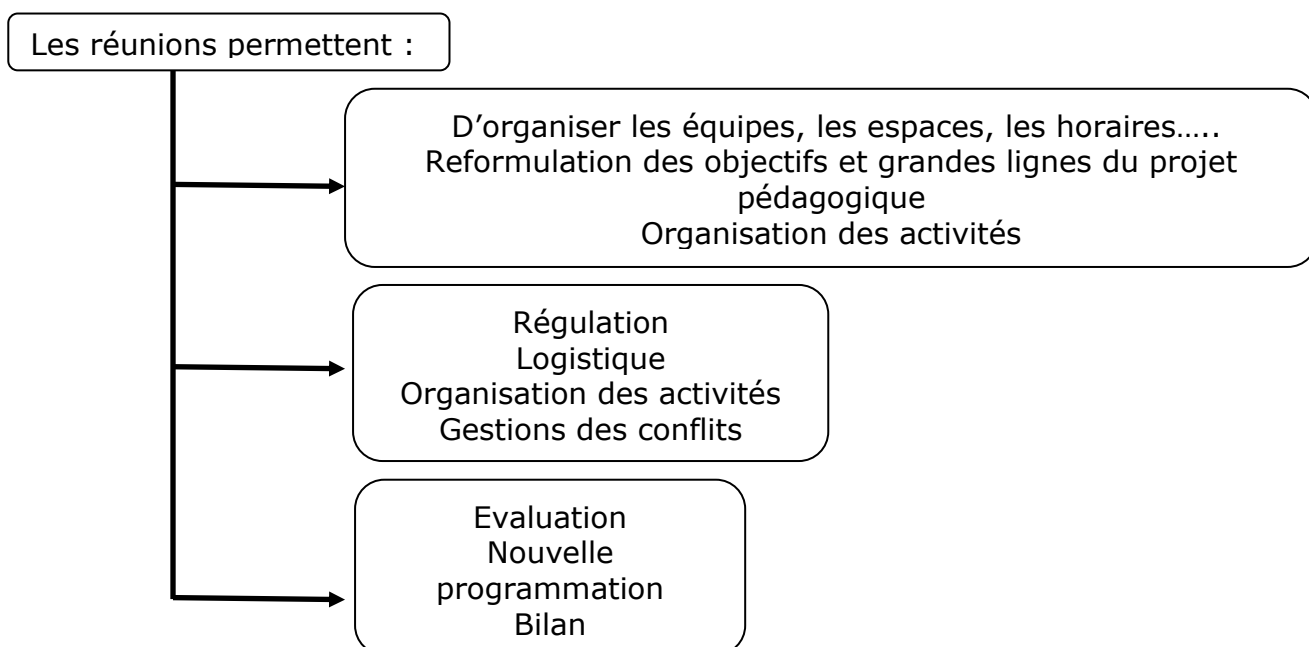 Les réunions permettent :
D’organiser les équipes, les espaces, les horaires…..
Reformulation des objectifs et grandes lignes du projet
pédagogique
Organisation des activités
Régulation
Logistique
Organisation des activités
Gestions des conflits
Evaluation
Nouvelle
programmation
Bilan